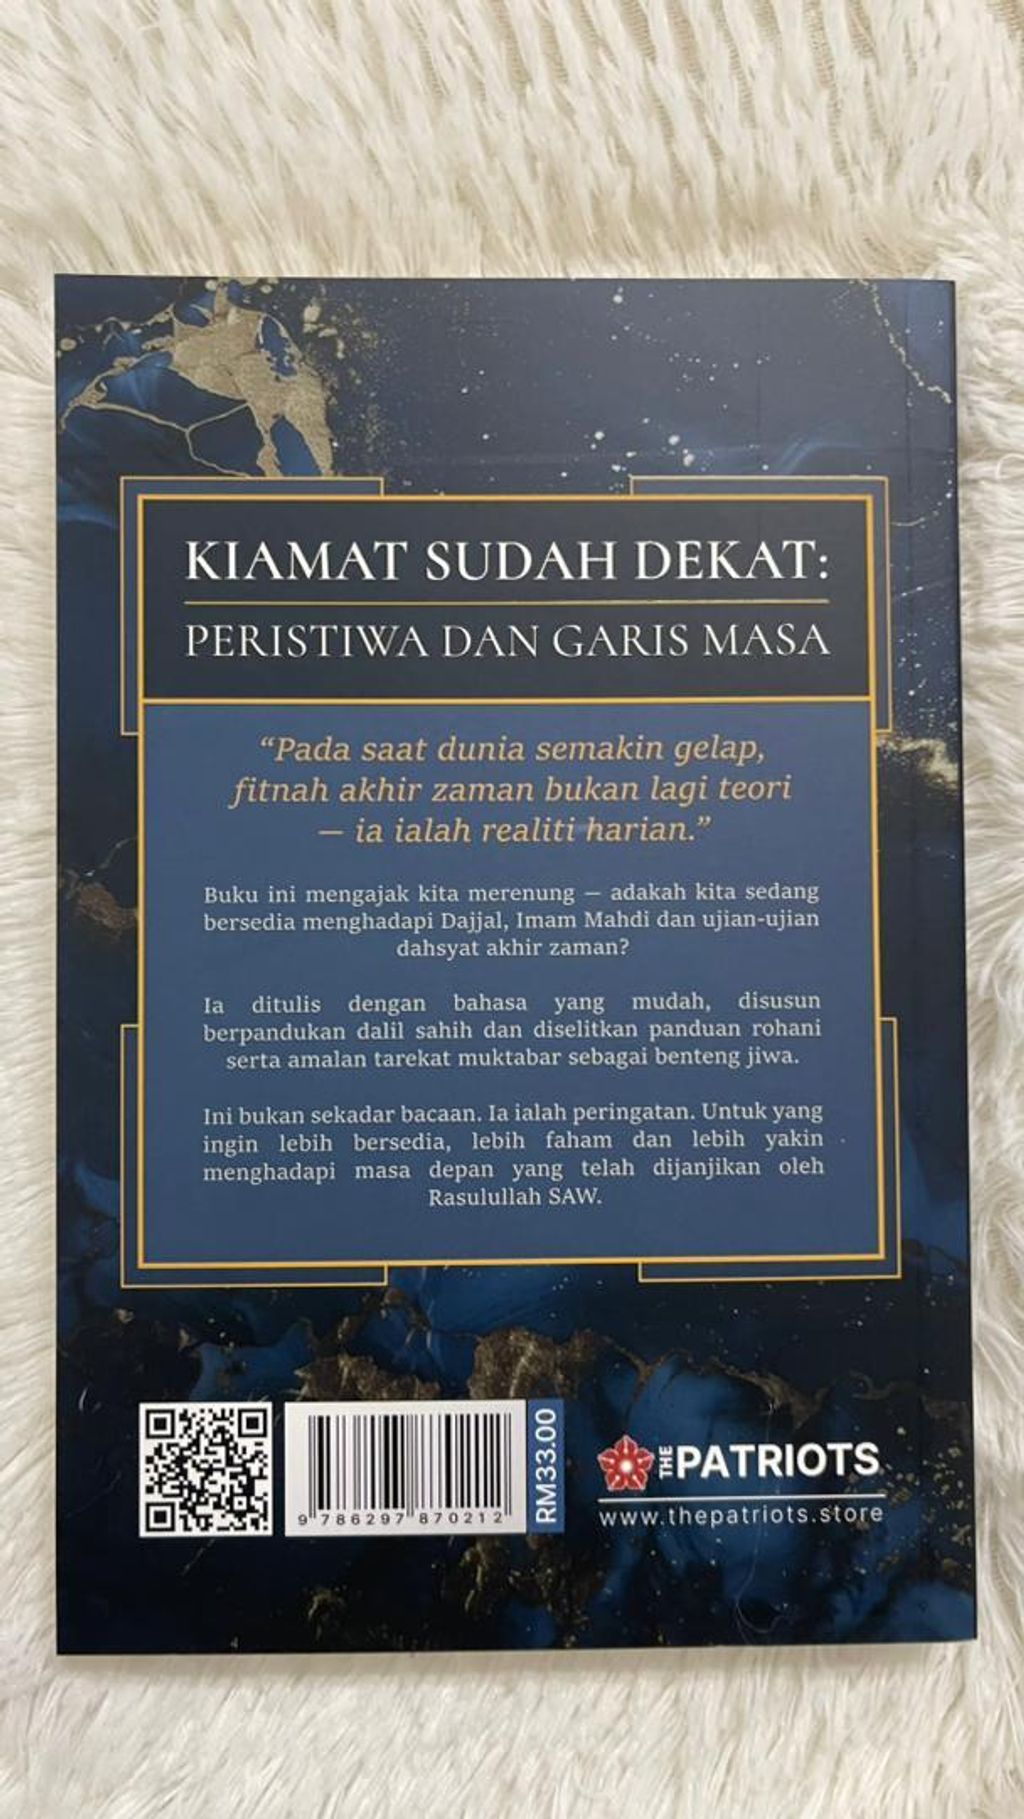 KIAMAT SUDAH DEKAT:
PERISTIWA DAN GARIS MASA
“Pada saat dunia semakin gelap,
fitnah akhir zaman bukan lagi teori
— ia ialah realiti harian.”
Buku ini mengajak kita merenung — adakah kita sedang
bersedia menghadapi Dajjal, Imam Mahdi dan ujian-ujian
dahsyat akhir zaman?
Ia ditulis dengan bahasa yang mudah, disusun
berpandukan dalil sahih dan diselitkan panduan rohani
serta amalan tarekat muktabar sebagai benteng jiwa.
Ini bukan sekadar bacaan. Ia ialah peringatan. Untuk yang
ingin lebih bersedia, lebih faham dan lebih yakin
menghadapi masa depan yang telah dijanjikan oleh
Rasulullah SAW.
9 786297 870212
RM33.00
THE PATRIOTS
www.thepatriots.store